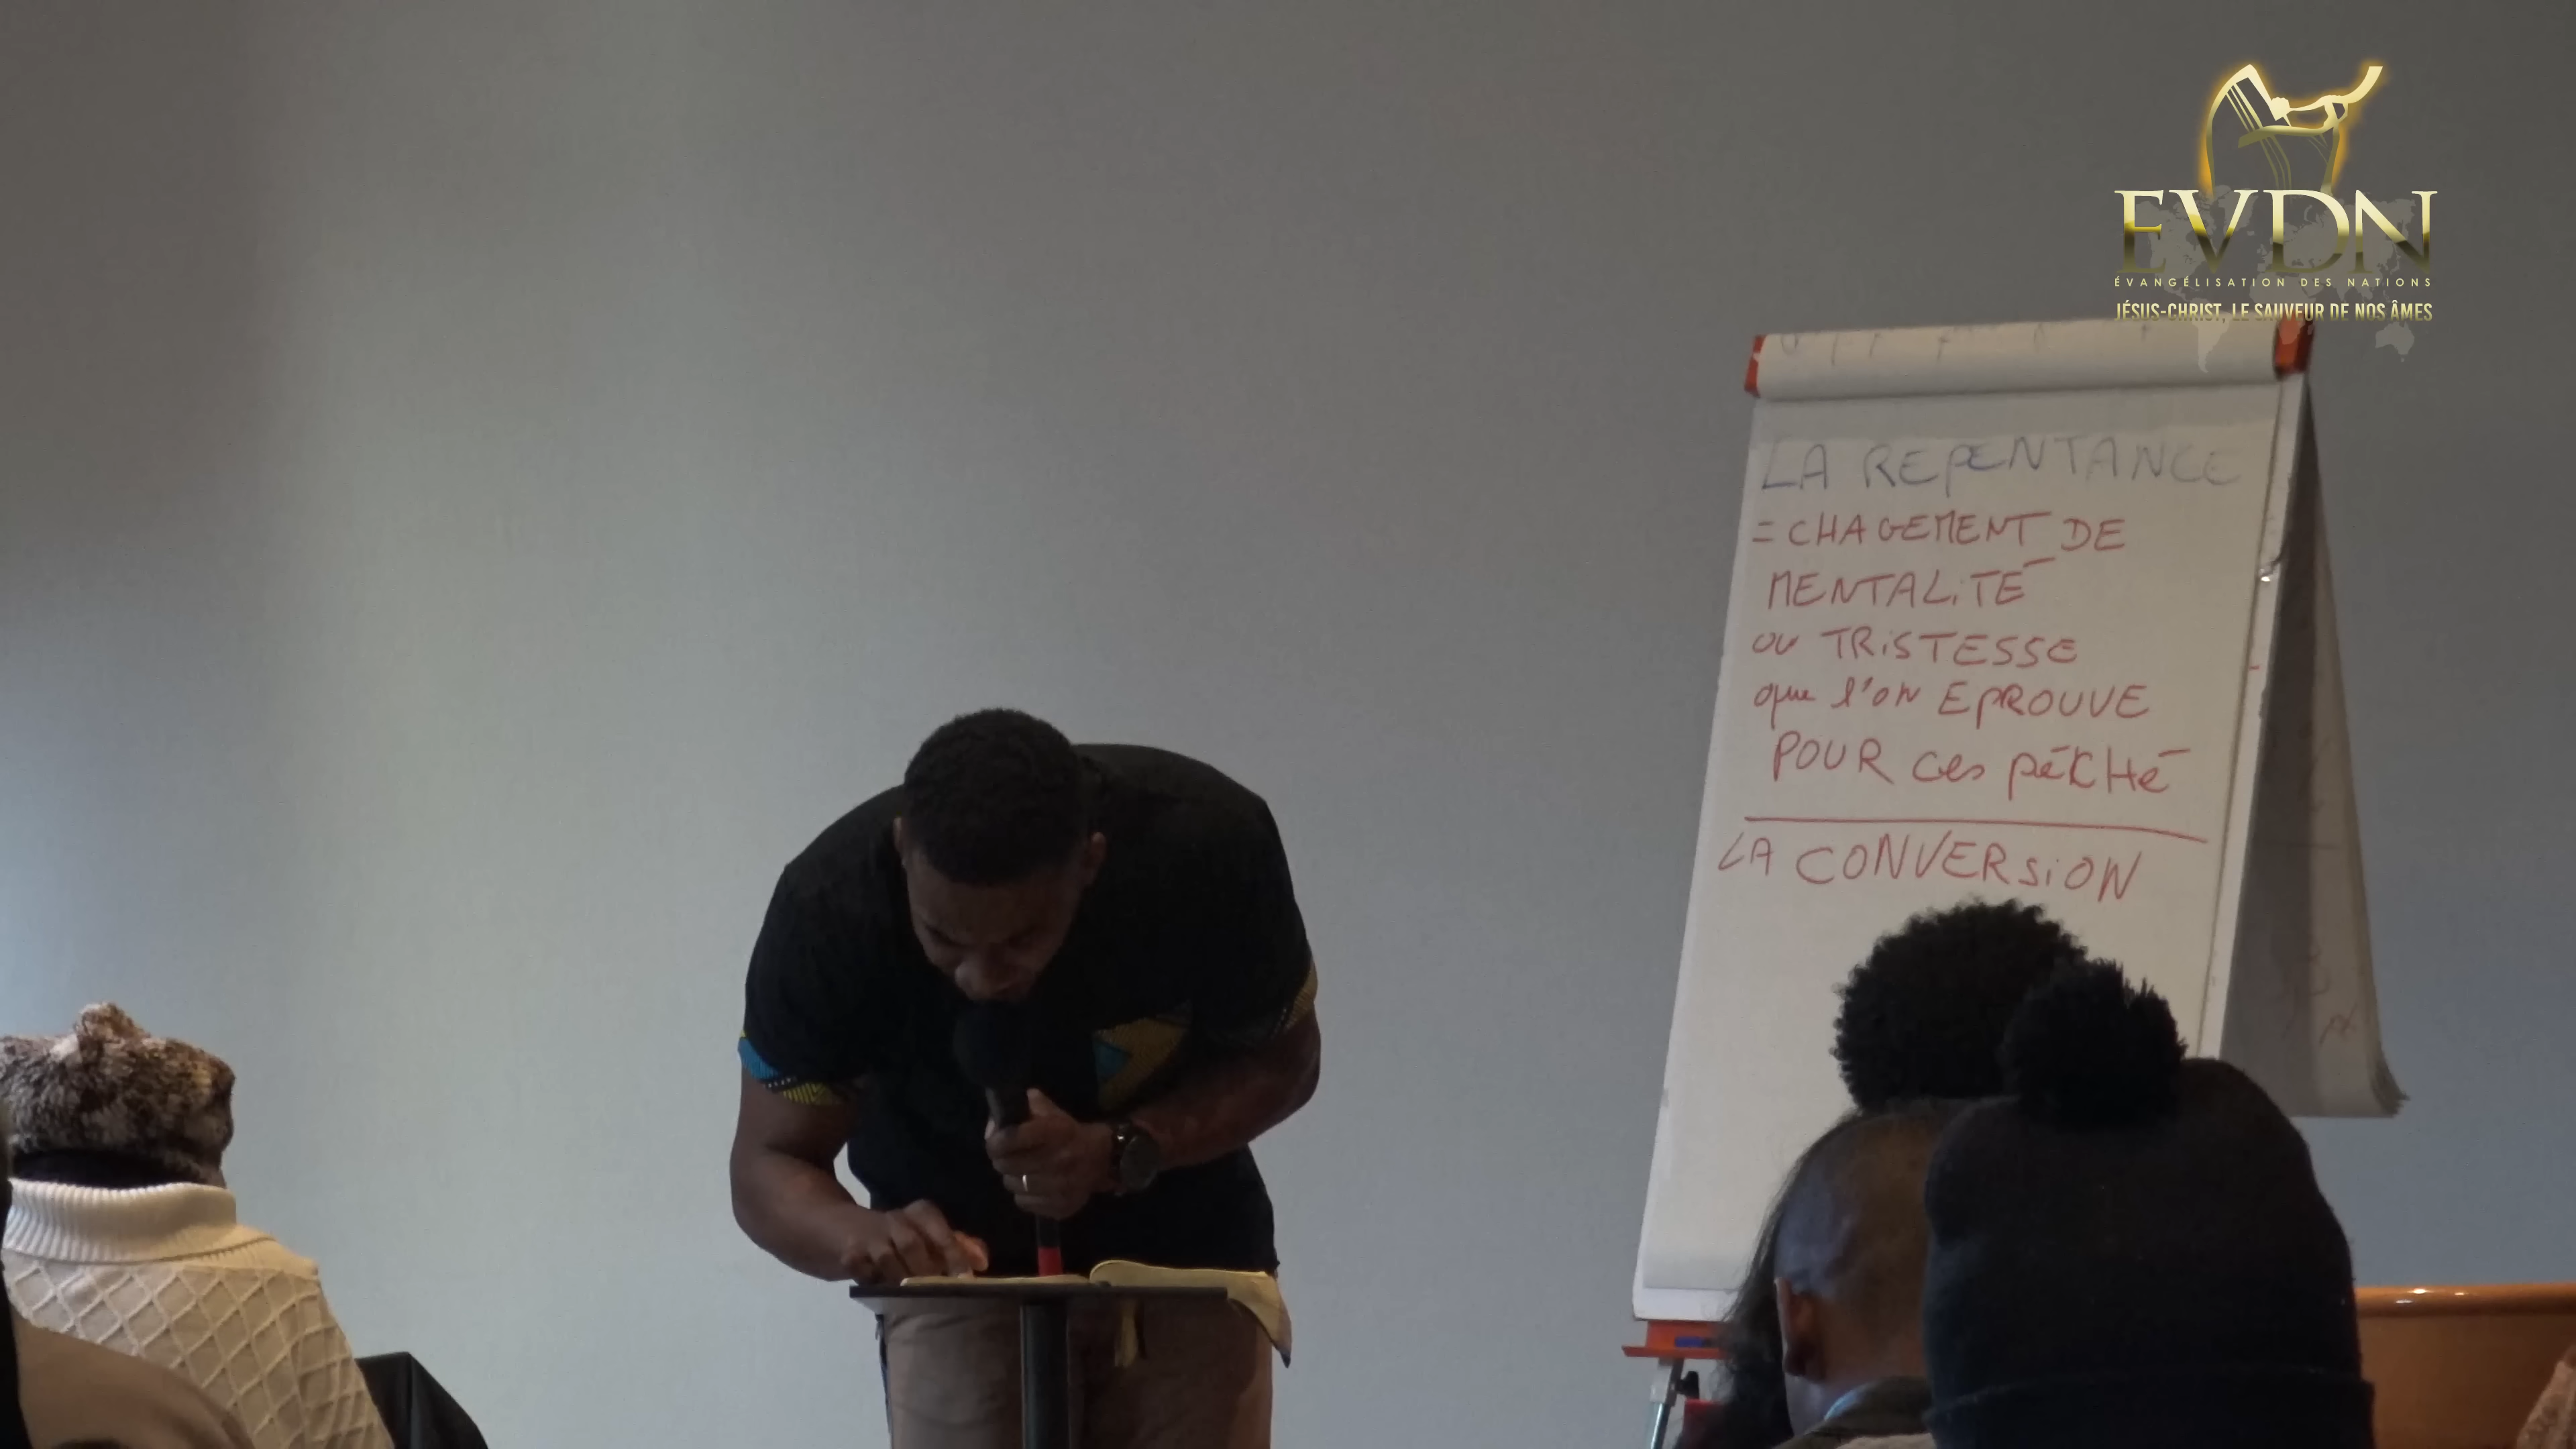 EVDN
ÉVANGÉLISATION DES NATIONS
JÉSUS-CHRIST, LE SAUVEUR DE NOS ÂMES
LA REPENTANCE
= CHAGEMENT DE
MENTALITÉ
OU TRISTESSE
que l'on EPROUVE
POUR ces péKHé
LA CONVERSION